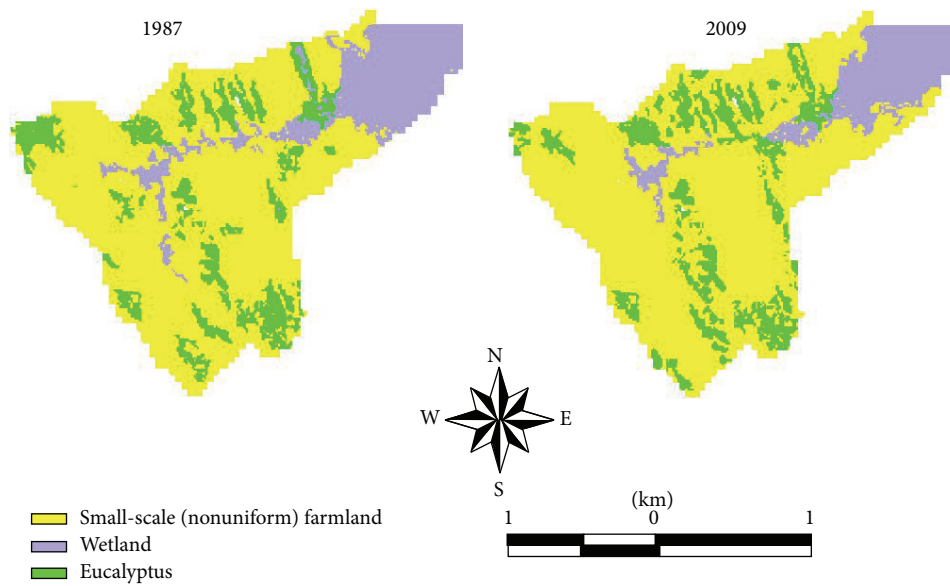 1987
2009
N
W
E
S
Small-scale (nonuniform) farmland
Wetland
Eucalyptus
(km)
1 0 1